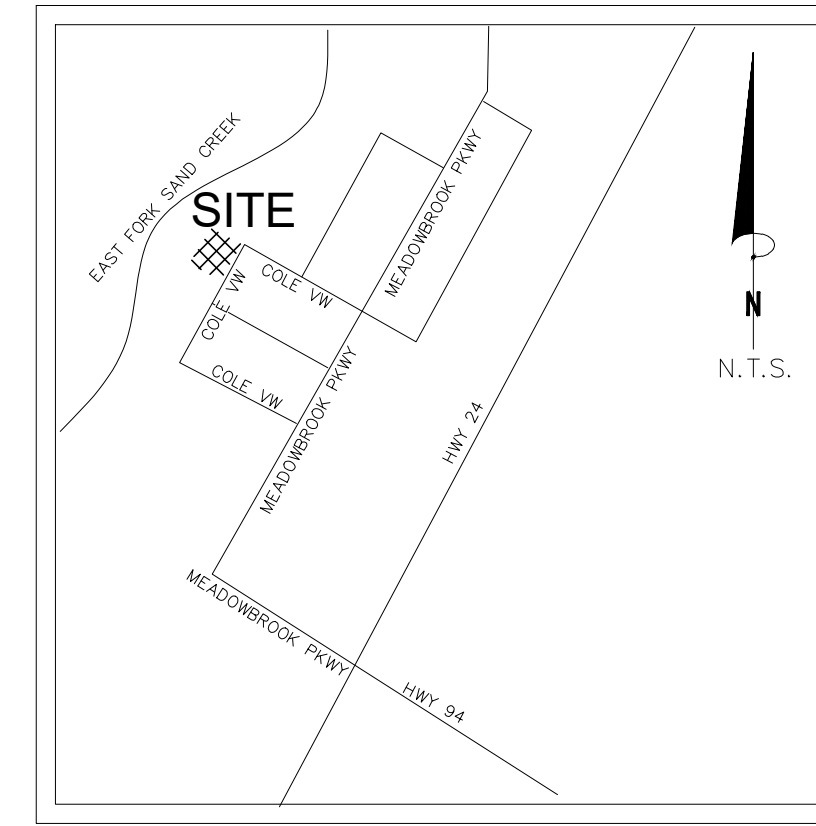 EAST FORK SAND CREEK
SITE
MEADOWBROOK PKWY
COLE VW
COLE VW
COLE VW
MEADOWBROOK PKWY
HWY 24
N
N.T.S.
MEADOWBROOK PKWY
HWY 94